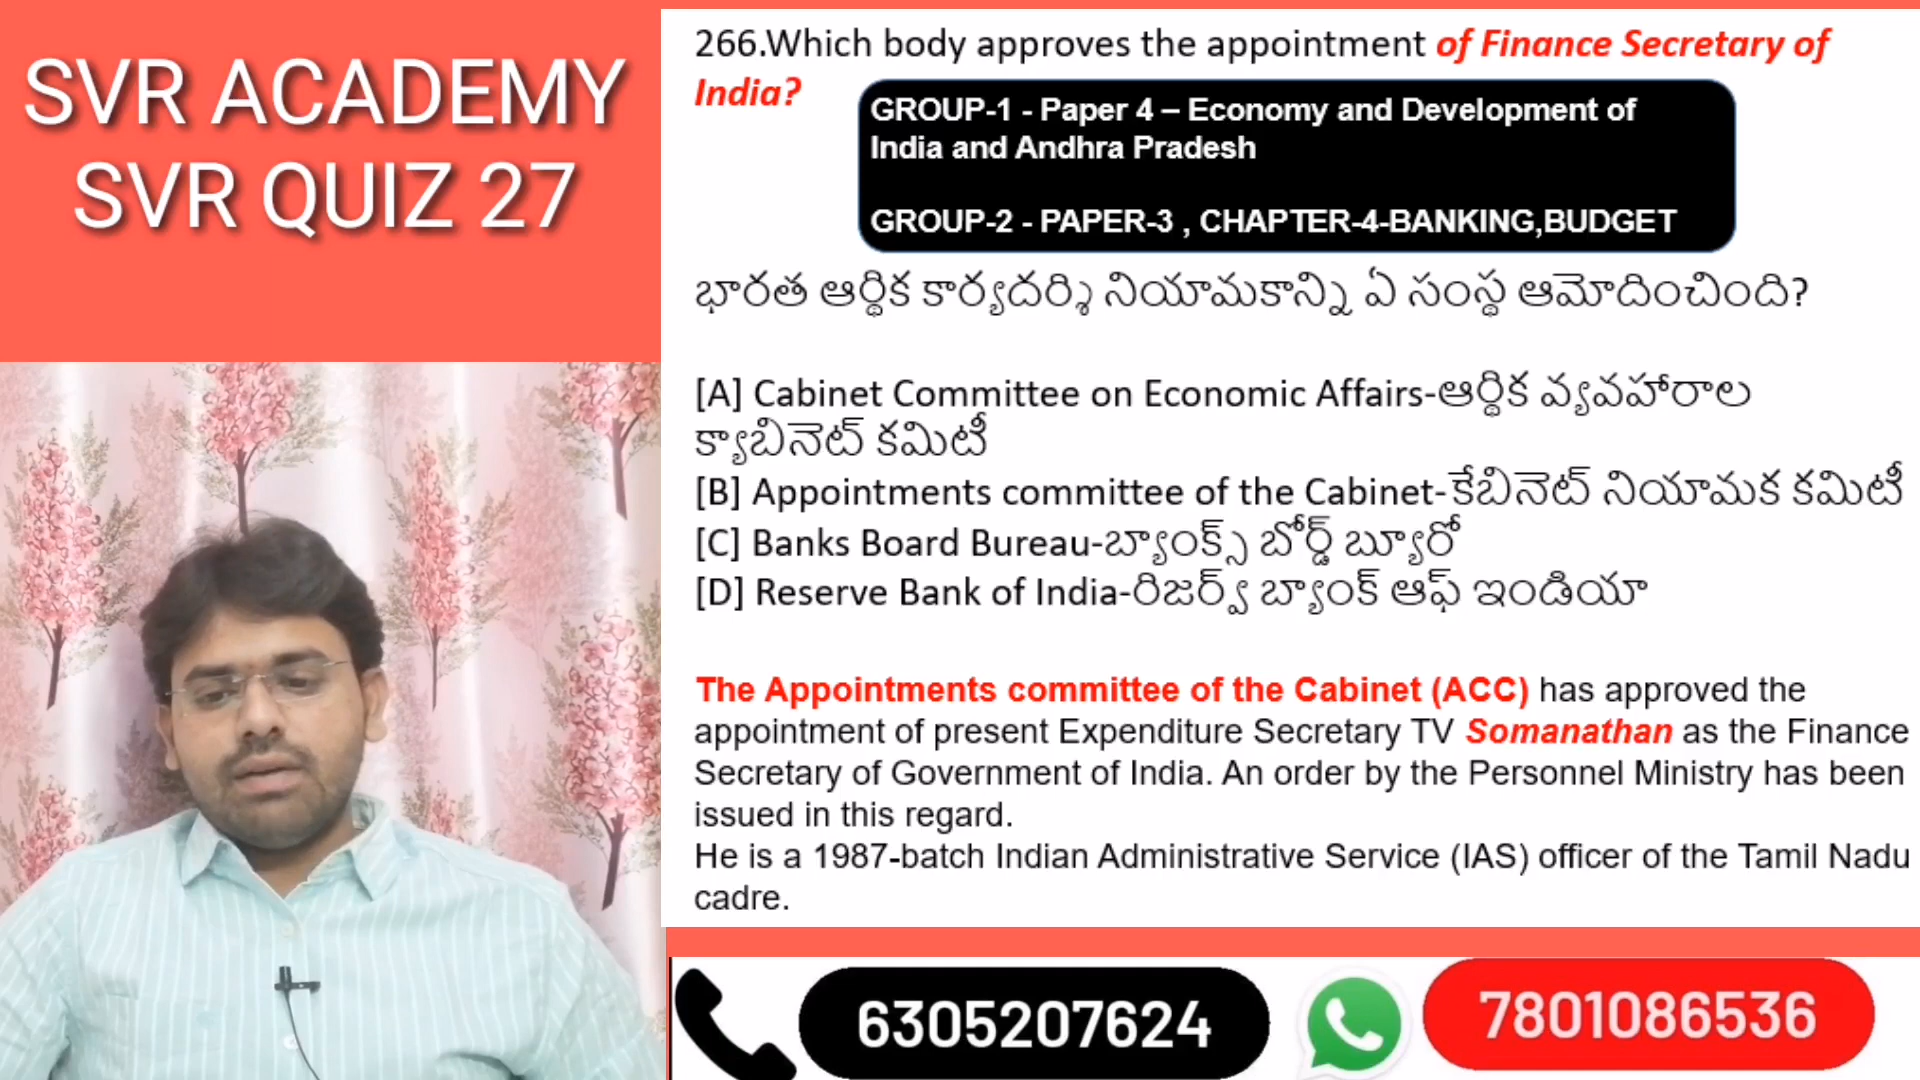 SVR ACADEMY
SVR QUIZ 27
266.Which body approves the appointment of Finance Secretary of
India?
GROUP-1 - Paper 4 – Economy and Development of
India and Andhra Pradesh
GROUP-2 - PAPER-3 , CHAPTER-4-BANKING,BUDGET
భారత ఆర్థిక కార్యదర్శి నియామకాన్ని ఏ సంస్థ ఆమోదించింది?
[A] Cabinet Committee on Economic Affairs-ఆర్థిక వ్యవహారాల
క్యాబినెట్ కమిటీ
[B] Appointments committee of the Cabinet-కేబినెట్ నియామక కమిటీ
[C] Banks Board Bureau-బ్యాంక్స్ బోర్డ్ బ్యూరో
[D] Reserve Bank of India-రిజర్వ్ బ్యాంక్ ఆఫ్ ఇండియా
The Appointments committee of the Cabinet (ACC) has approved the
appointment of present Expenditure Secretary TV Somanathan as the Finance
Secretary of Government of India. An order by the Personnel Ministry has been
issued in this regard.
He is a 1987-batch Indian Administrative Service (IAS) officer of the Tamil Nadu
cadre.
6305207624
7801086536